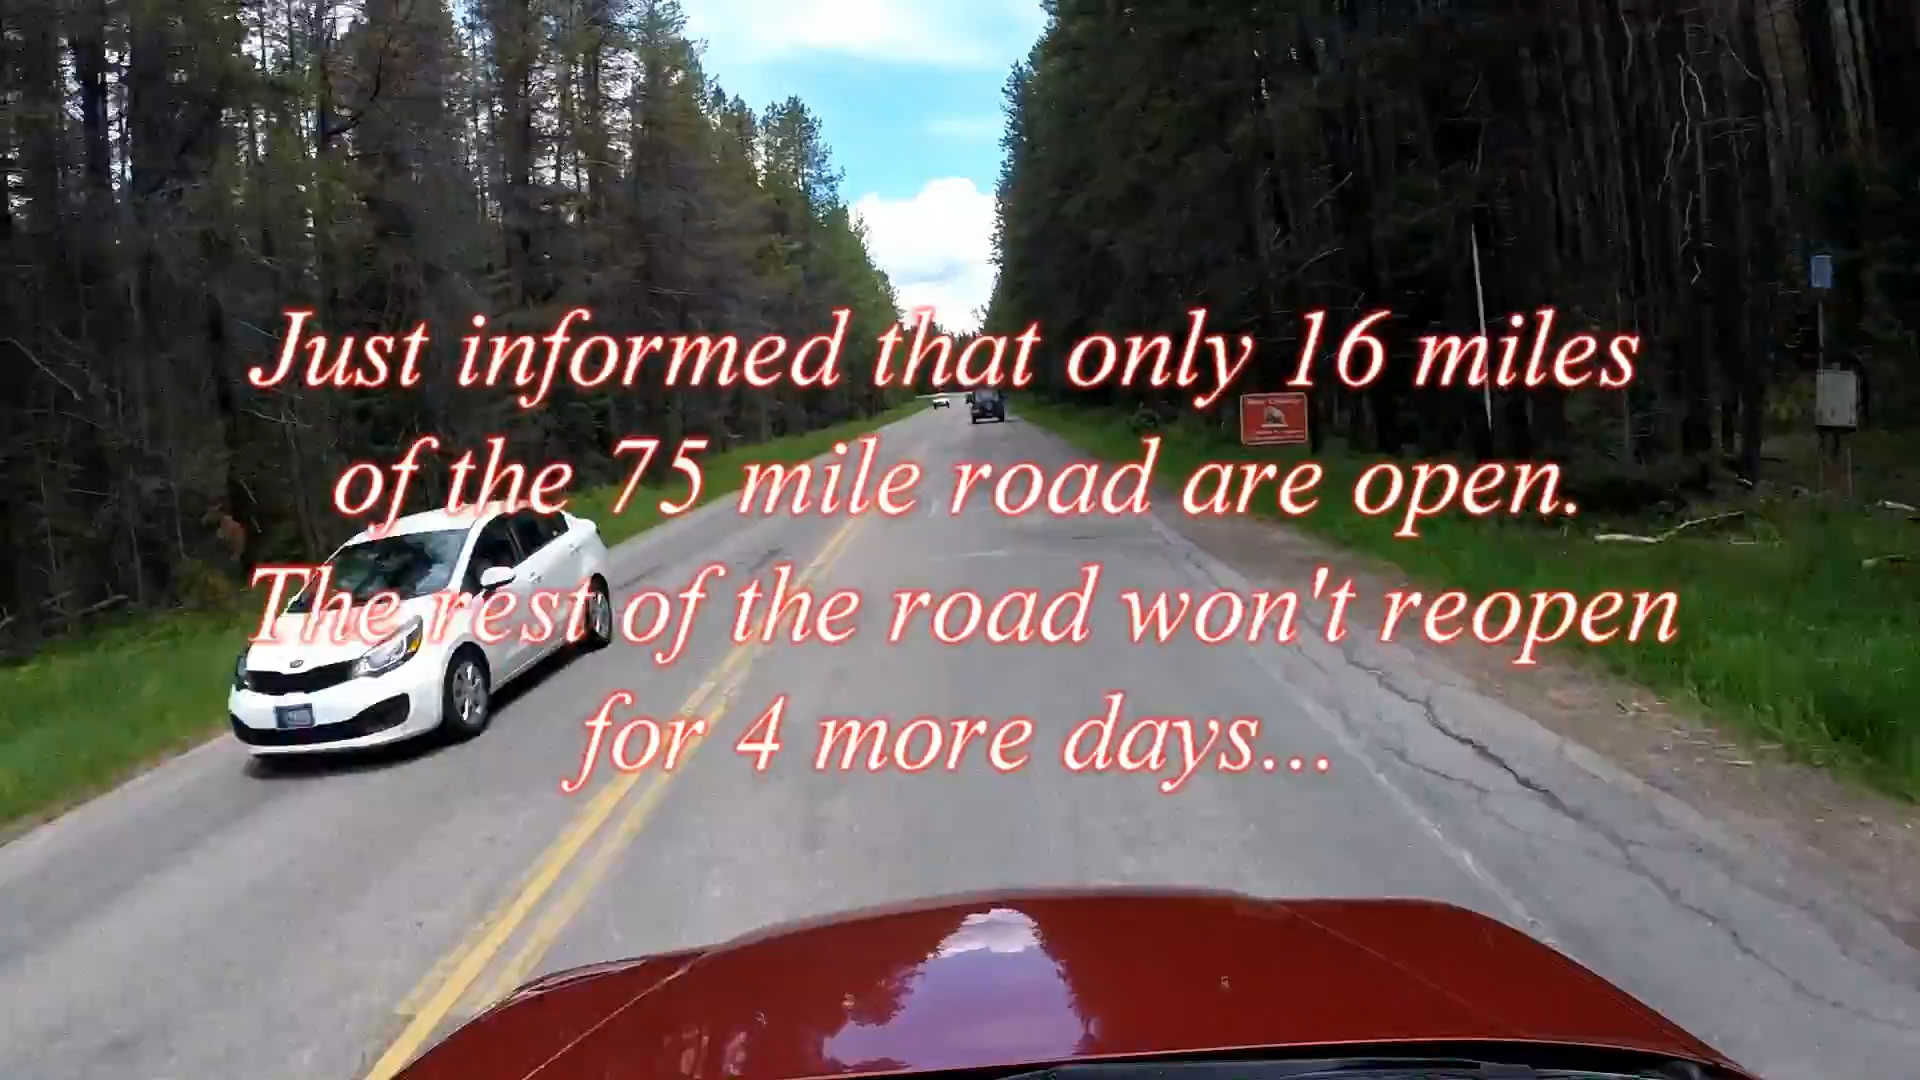 Just informed that only 16 miles
of the 75 mile road are open.
The rest of the road won't reopen
for 4 more days...